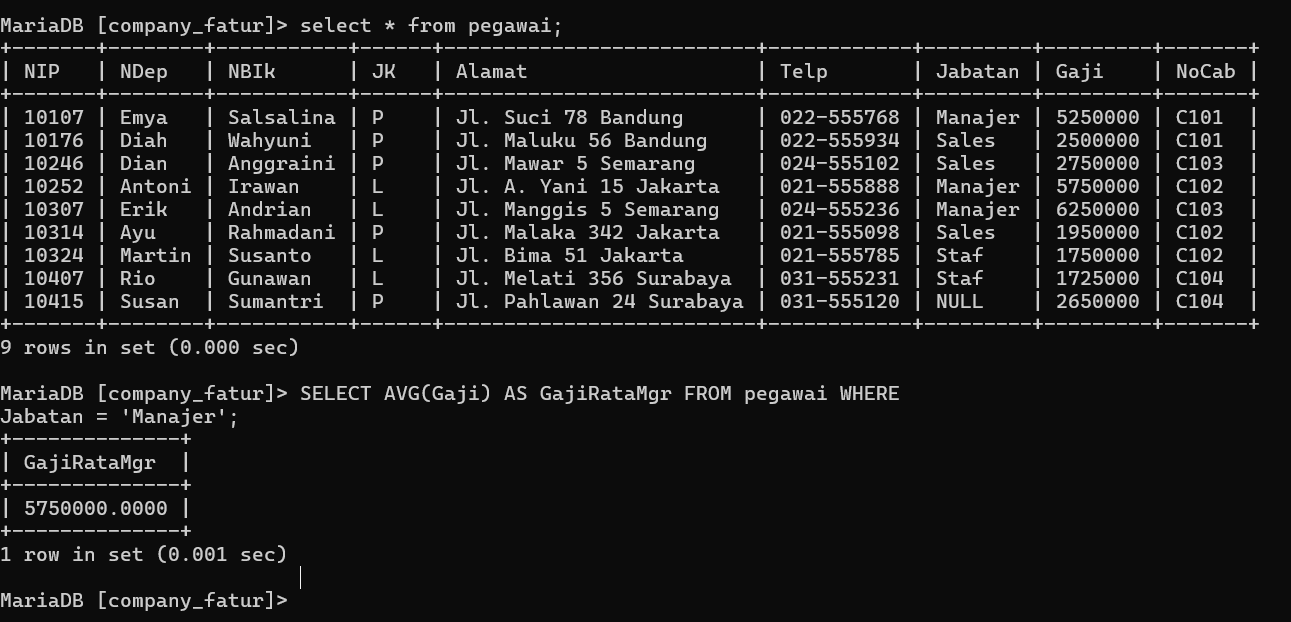 MariaDB [company_fatur]> select * from pegawai;
+-------+--------+-----------+------+--------------------------+------------+---------+---------+-------+
| NIP   | NDep   | NBIk      | JK   | Alamat                   | Telp       | Jabatan | Gaji    | NoCab |
+-------+--------+-----------+------+--------------------------+------------+---------+---------+-------+
| 10107 | Emya   | Salsalina | P    | Jl. Suci 78 Bandung      | 022-555768 | Manajer | 5250000 | C101  |
| 10176 | Diah   | Wahyuni   | P    | Jl. Maluku 56 Bandung    | 022-555934 | Sales   | 2500000 | C101  |
| 10246 | Dian   | Anggraini | P    | Jl. Mawar 5 Semarang     | 024-555102 | Sales   | 2750000 | C103  |
| 10252 | Antoni | Irawan    | L    | Jl. A. Yani 15 Jakarta   | 021-555888 | Manajer | 5750000 | C102  |
| 10307 | Erik   | Andrian   | L    | Jl. Manggis 5 Semarang   | 024-555236 | Manajer | 6250000 | C103  |
| 10314 | Ayu    | Rahmadani | P    | Jl. Malaka 342 Jakarta   | 021-555098 | Sales   | 1950000 | C102  |
| 10324 | Martin | Susanto   | L    | Jl. Bima 51 Jakarta      | 021-555785 | Staf    | 1750000 | C102  |
| 10407 | Rio    | Gunawan   | L    | Jl. Melati 356 Surabaya  | 031-555231 | Staf    | 1725000 | C104  |
| 10415 | Susan  | Sumantri  | P    | Jl. Pahlawan 24 Surabaya | 031-555120 | NULL    | 2650000 | C104  |
+-------+--------+-----------+------+--------------------------+------------+---------+---------+-------+
9 rows in set (0.000 sec)
MariaDB [company_fatur]> SELECT AVG(Gaji) AS GajiRataMgr FROM pegawai WHERE
Jabatan = 'Manajer';
+--------------+
| GajiRataMgr  |
+--------------+
| 5750000.0000 |
+--------------+
1 row in set (0.001 sec)
MariaDB [company_fatur]>